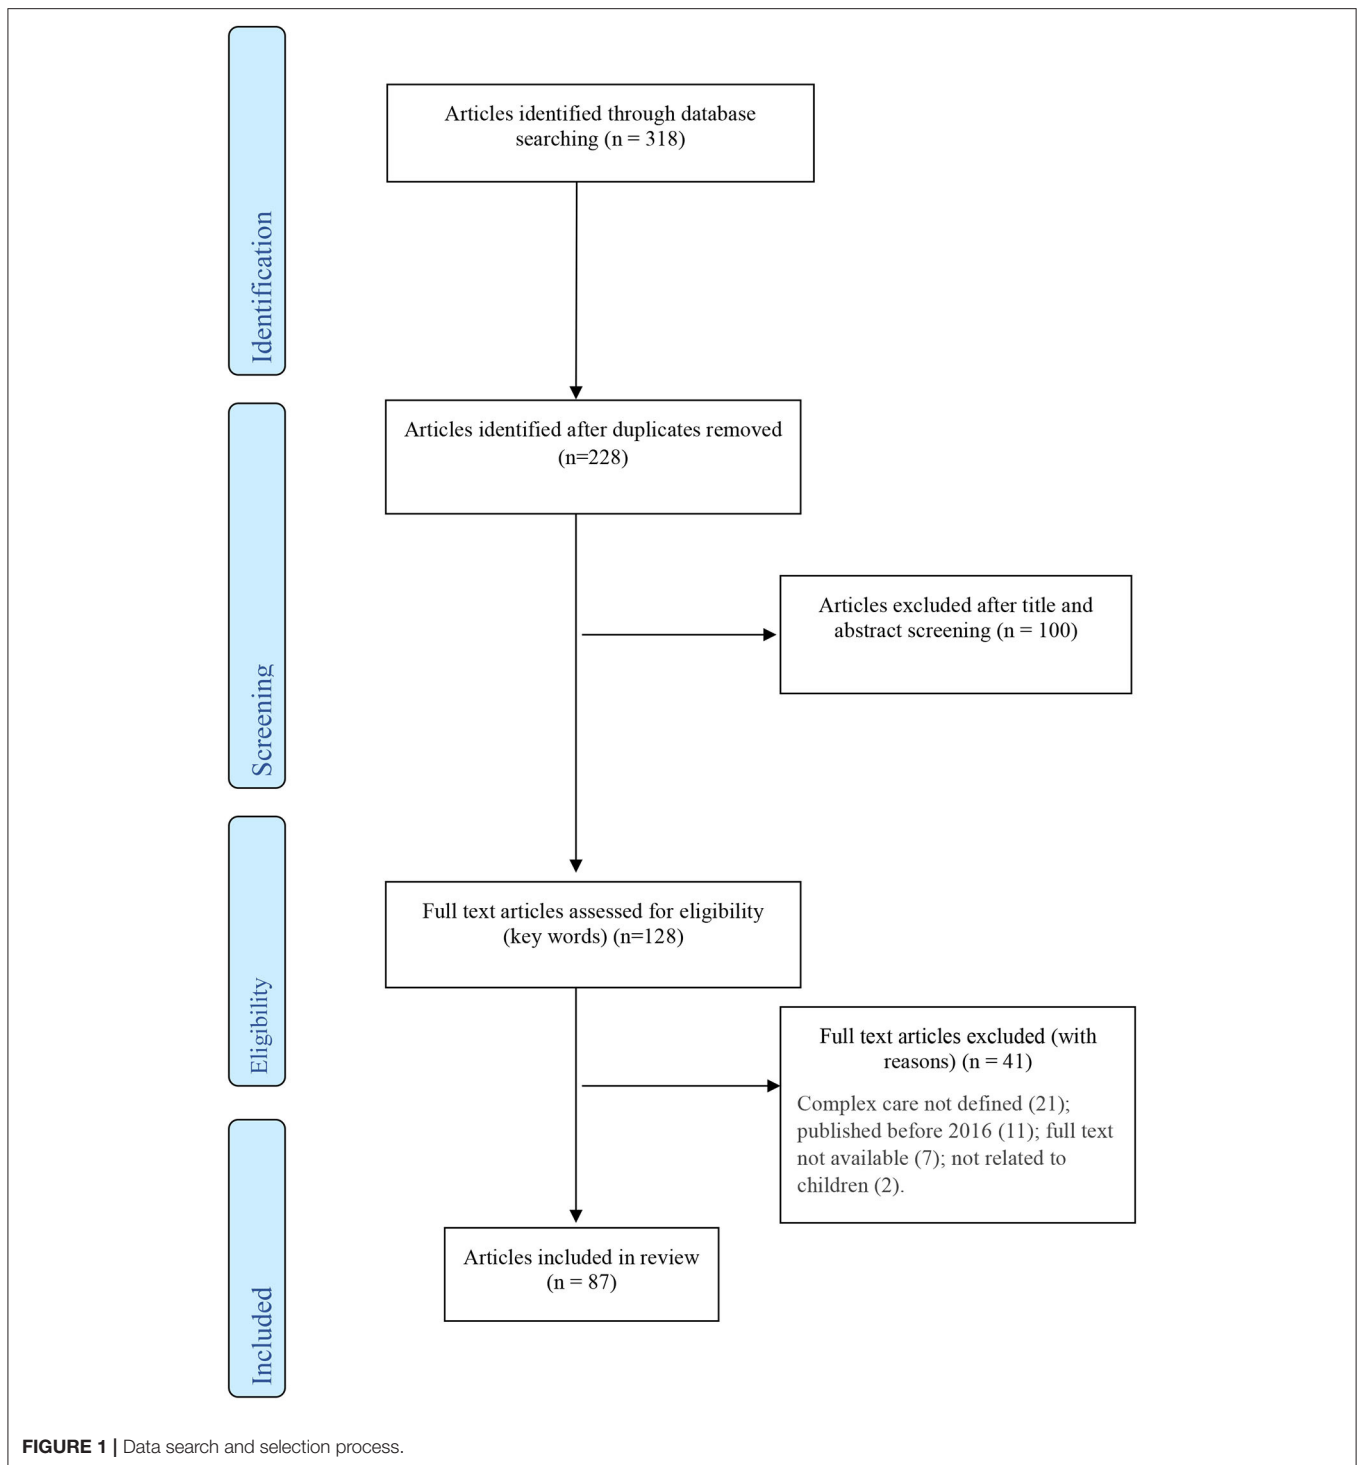 Identification
Articles identified through database
searching (n = 318)
Screening
Articles identified after duplicates removed
(n=228)
Articles excluded after title and
abstract screening (n = 100)
Eligibility
Full text articles assessed for eligibility
(key words) (n=128)
Full text articles excluded (with
reasons) (n = 41)
Complex care not defined (21);
published before 2016 (11); full text
not available (7); not related to
children (2).
Included
Articles included in review
(n = 87)
FIGURE 1 | Data search and selection process.